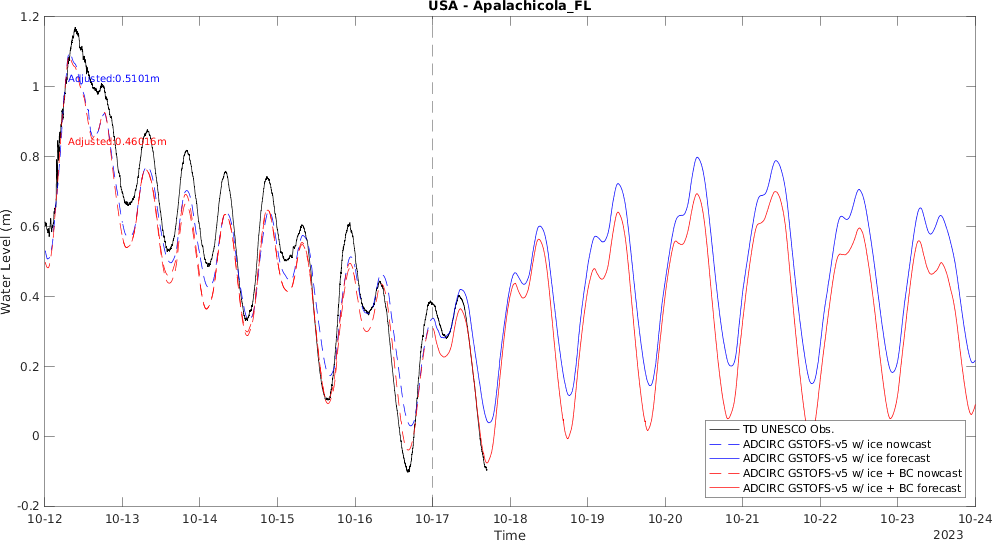 USA - Apalachicola_FL
1.2
1
0.8
0.6
0.4
0.2
0
-0.2
Water Level (m)
Adjusted:0.5101m
Adjusted:0.46016m
TD UNESCO Obs.
ADCIRC GSTOFS-v5 w/ ice nowcast
ADCIRC GSTOFS-v5 w/ ice forecast
ADCIRC GSTOFS-v5 w/ ice + BC nowcast
ADCIRC GSTOFS-v5 w/ ice + BC forecast
10-12 10-13 10-14 10-15 10-16 10-17 10-18 10-19 10-20 10-21 10-22 10-23 10-24
Time
2023